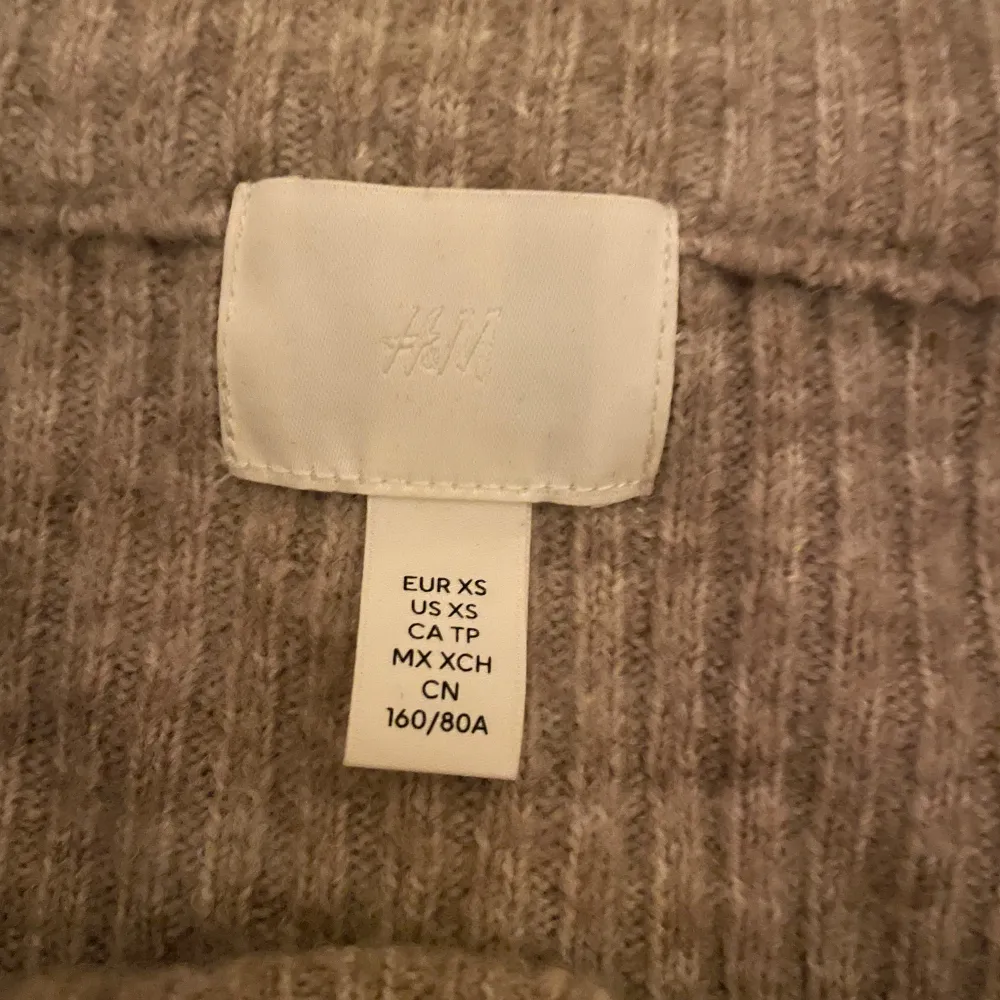 H&M
EUR XS
US XS
CA TP
MX XCH
CN
160/80A